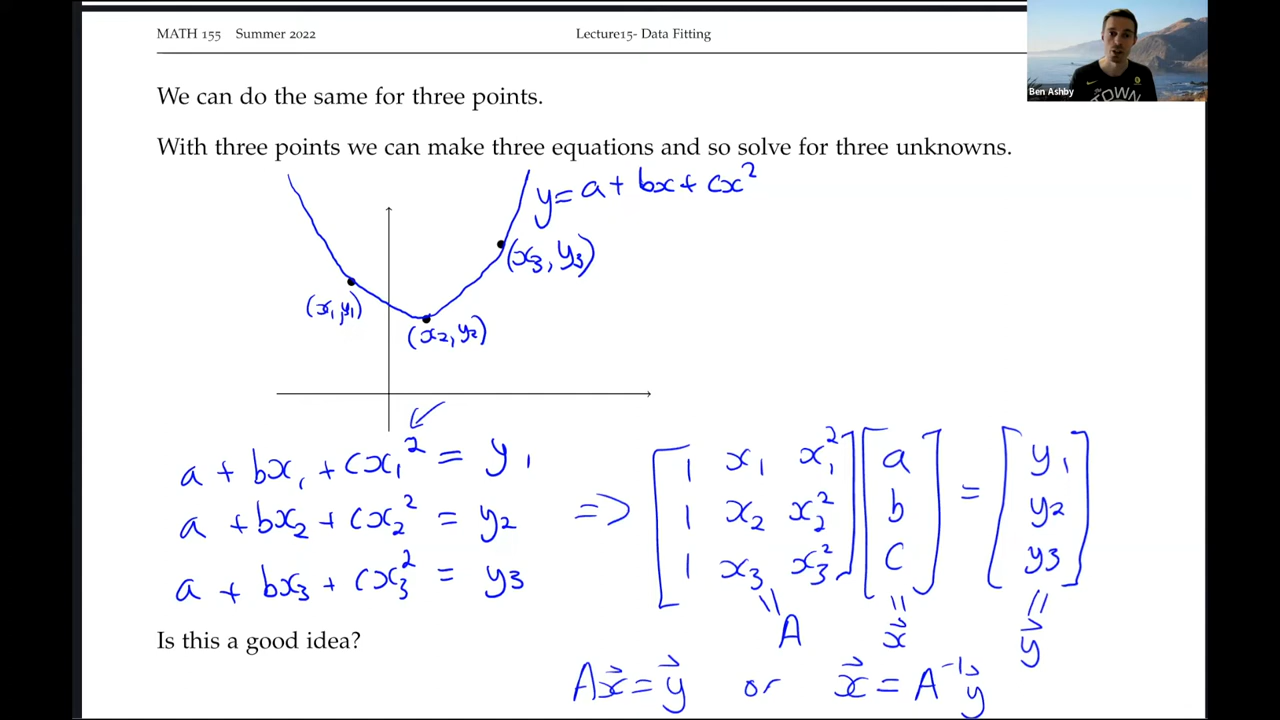 MATH 155 Summer 2022 Lecture15- Data Fitting
Ben Ashby
TOWN
We can do the same for three points.
With three points we can make three equations and so solve for three unknowns.
y = a + bx + cx²
(x₃, y₃)
(x₁, y₁)
(x₂, y₂)
a + bx₁ + cx₁² = y₁
a + bx₂ + cx₂² = y₂
a + bx₃ + cx₃² = y₃
=> [1 x₁ x₁²] [a] = [y₁]
[1 x₂ x₂²] [b] [y₂]
[1 x₃ x₃²] [c] [y₃]
= A = x⃗ = y⃗
Is this a good idea?
Ax⃗ = y⃗ or x⃗ = A⁻¹y⃗